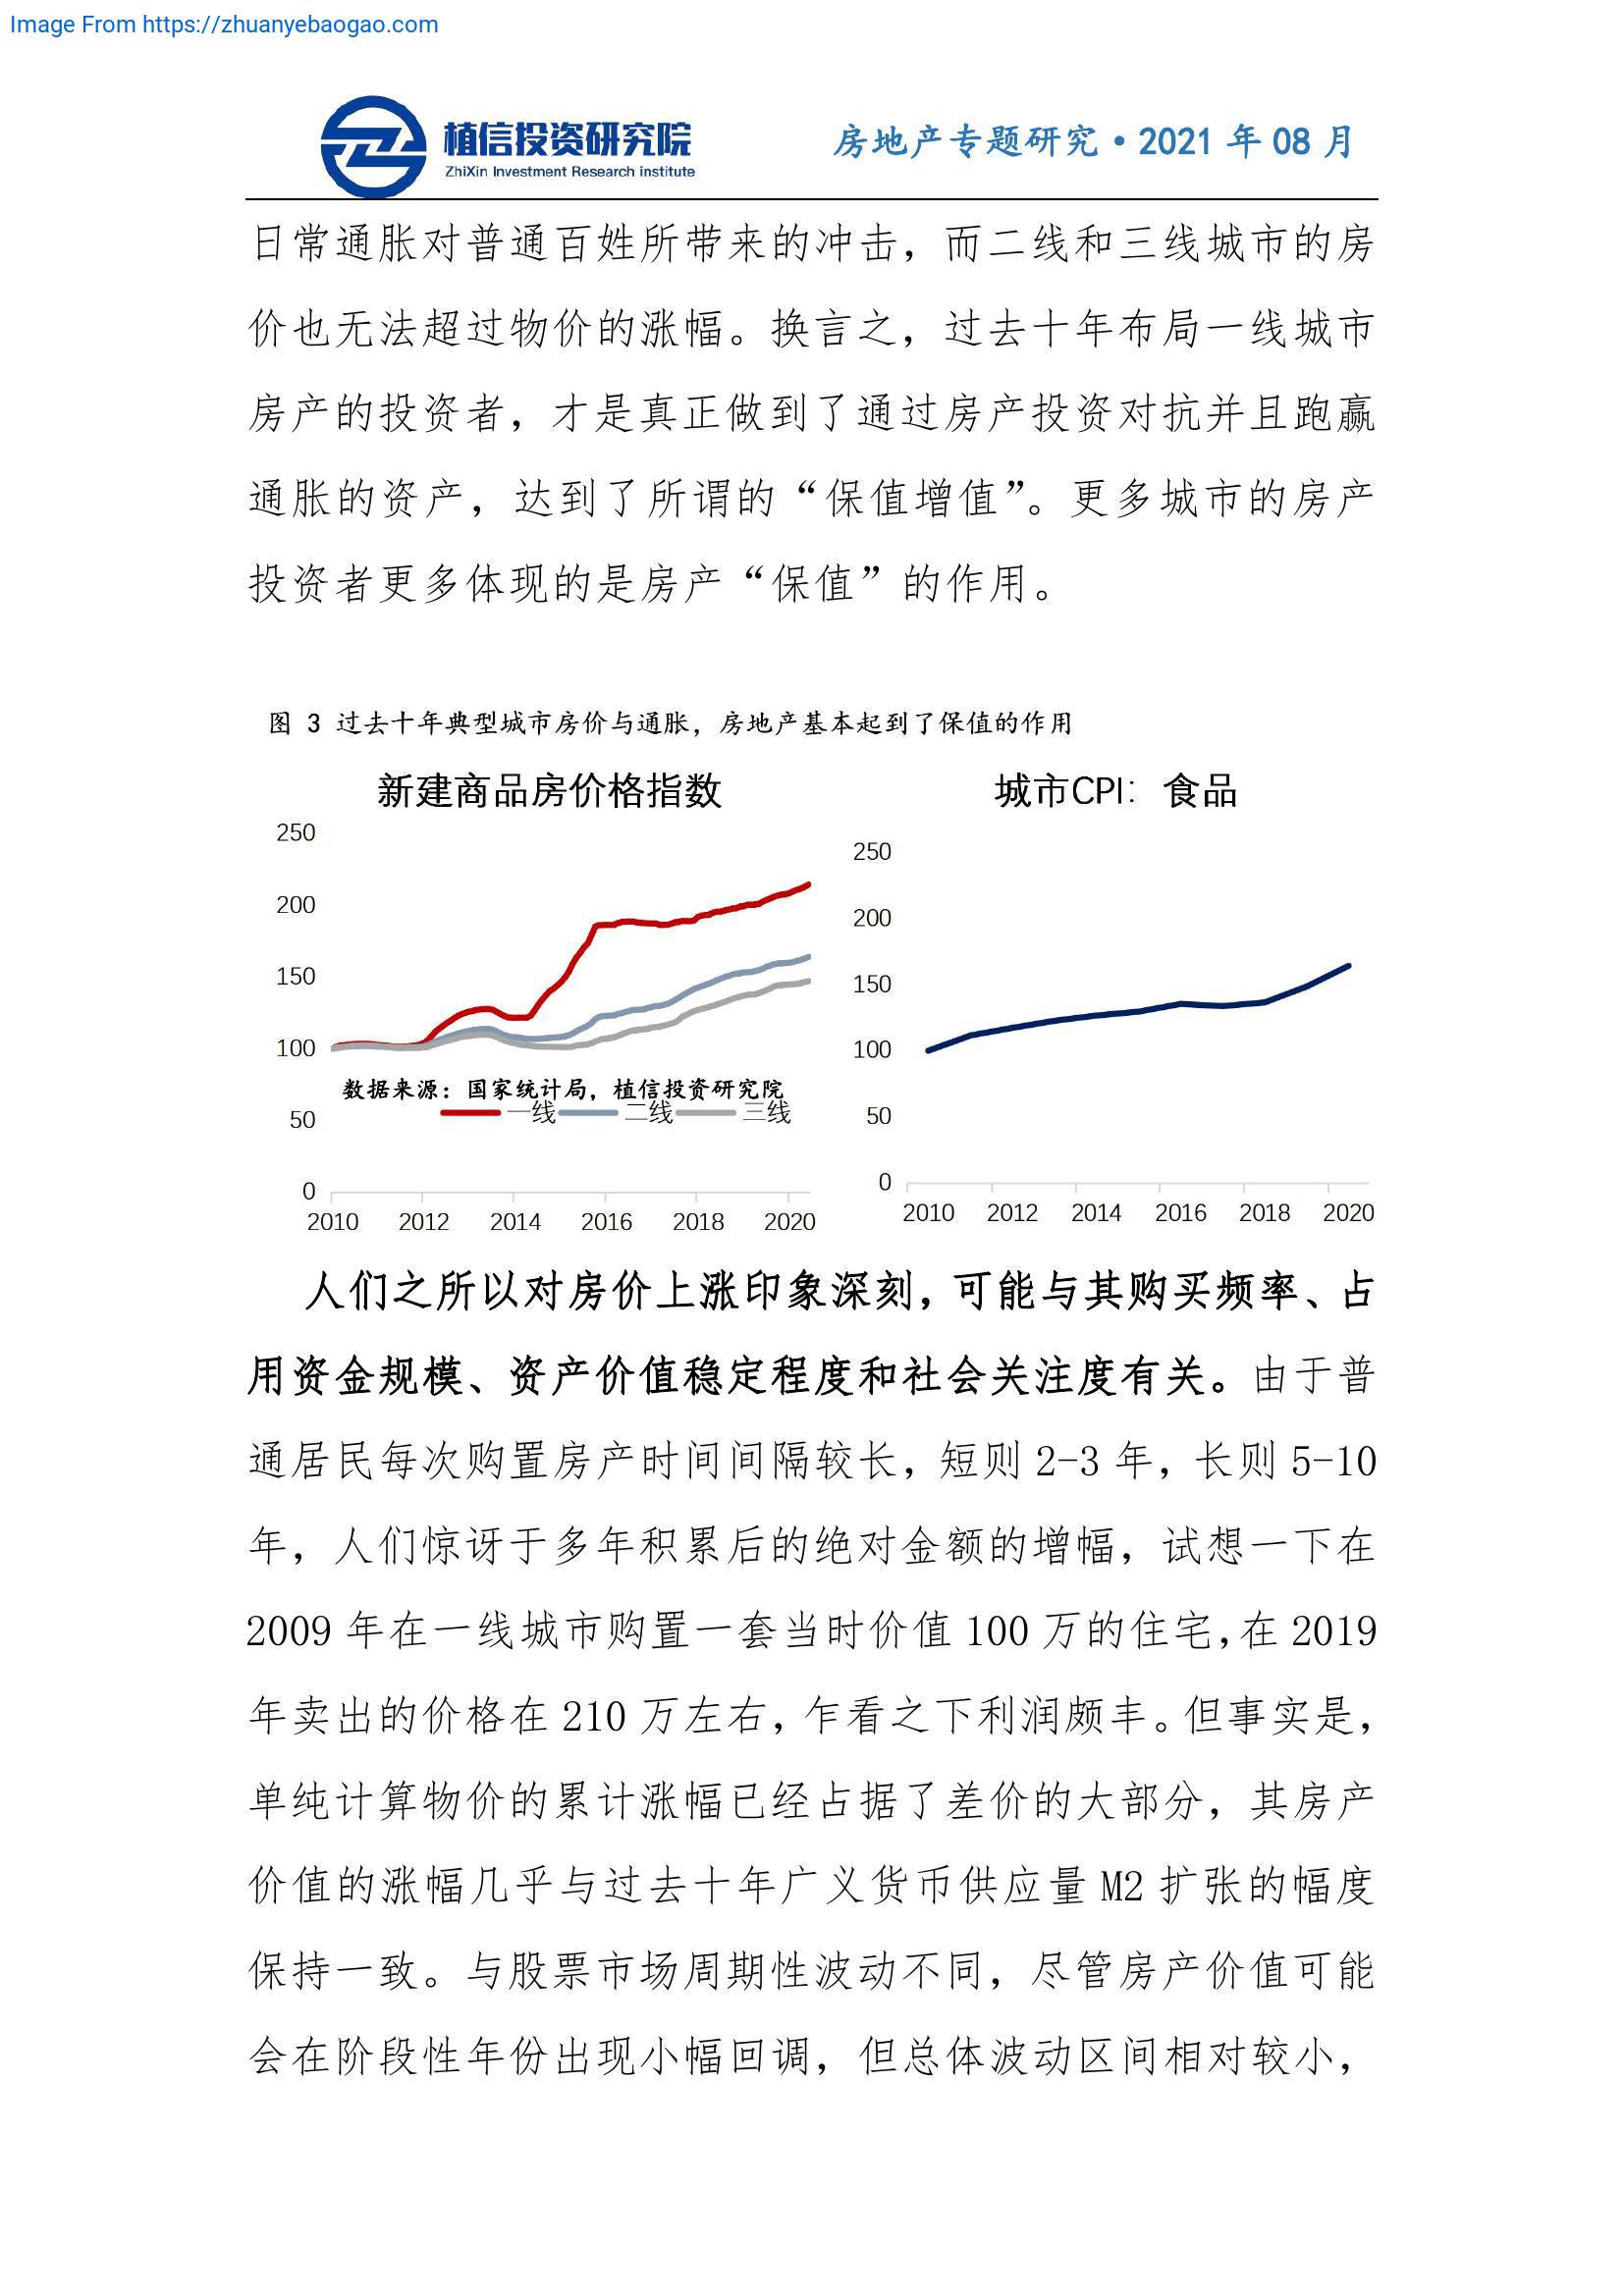 Image From https://zhuanyebaogao.com
植信投资研究院
ZhiXin Investment Research institute
房地产专题研究·2021 年 08 月
日常通胀对普通百姓所带来的冲击，而二线和三线城市的房
价也无法超过物价的涨幅。换言之，过去十年布局一线城市
房产的投资者，才是真正做到了通过房产投资对抗并且跑赢
通胀的资产，达到了所谓的“保值增值”。更多城市的房产
投资者更多体现的是房产“保值”的作用。
图 3 过去十年典型城市房价与通胀，房地产基本起到了保值的作用
新建商品房价格指数
250
200
150
100
50
0
2010 2012 2014 2016 2018 2020
数据来源：国家统计局，植信投资研究院
一线 二线 三线
城市CPI：食品
250
200
150
100
50
0
2010 2012 2014 2016 2018 2020
人们之所以对房价上涨印象深刻，可能与其购买频率、占
用资金规模、资产价值稳定程度和社会关注度有关。由于普
通居民每次购置房产时间间隔较长，短则 2-3 年，长则 5-10
年，人们惊讶于多年积累后的绝对金额的增幅，试想一下在
2009 年在一线城市购置一套当时价值 100 万的住宅，在 2019
年卖出的价格在 210 万左右，乍看之下利润颇丰。但事实是，
单纯计算物价的累计涨幅已经占据了差价的大部分，其房产
价值的涨幅几乎与过去十年广义货币供应量 M2 扩张的幅度
保持一致。与股票市场周期性波动不同，尽管房产价值可能
会在阶段性年份出现小幅回调，但总体波动区间相对较小，